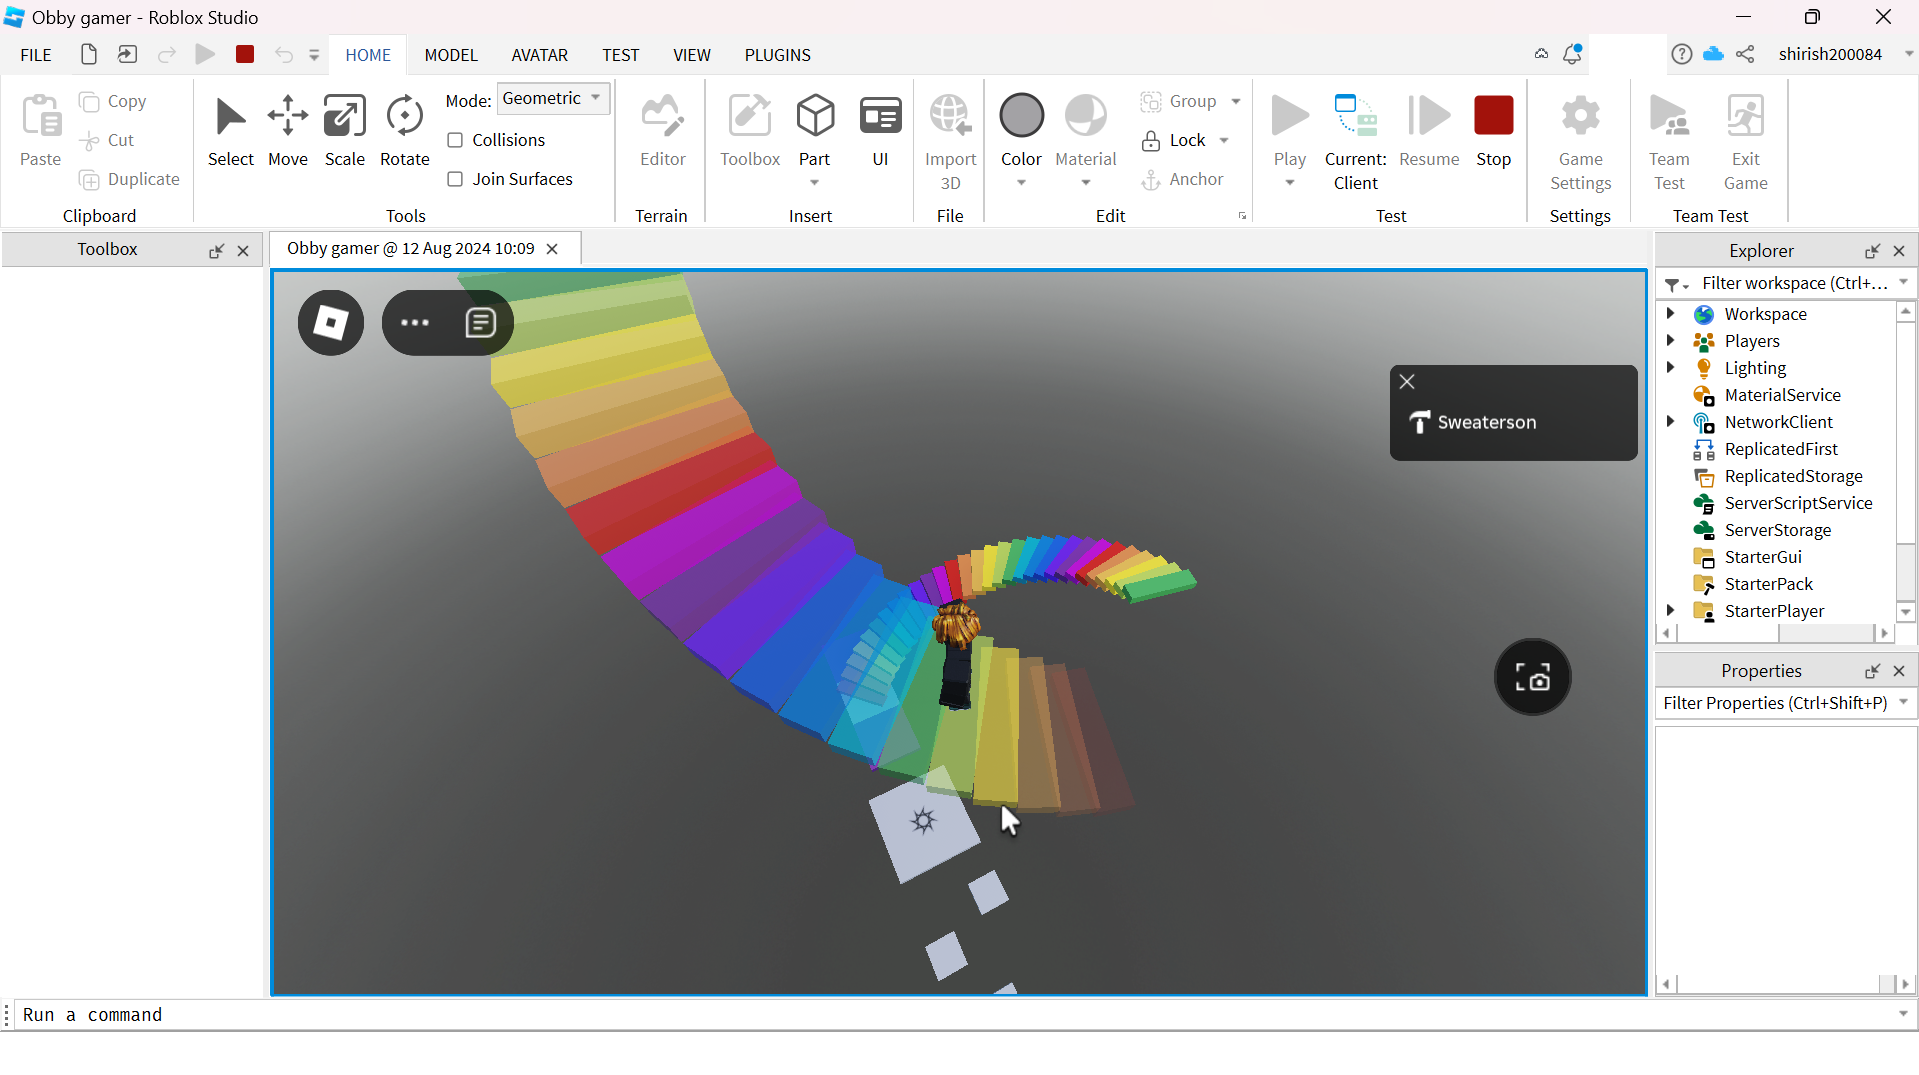 Obby gamer - Roblox Studio
FILE HOME MODEL AVATAR TEST VIEW PLUGINS shirish200084
Paste
Copy
Cut
Duplicate
Clipboard
Select Move Scale Rotate
Mode: Geometric
Collisions
Join Surfaces
Tools
Editor
Terrain
Toolbox Part UI
Insert
Import
3D
File
Color Material
Group
Lock
Anchor
Edit
Play
Current:
Client
Resume Stop
Test
Game
Settings
Settings
Team
Test
Exit
Game
Team Test
Toolbox
Obby gamer @ 12 Aug 2024 10:09
Sweaterson
Explorer
Filter workspace (Ctrl+...
Workspace
Players
Lighting
MaterialService
NetworkClient
ReplicatedFirst
ReplicatedStorage
ServerScriptService
ServerStorage
StarterGui
StarterPack
StarterPlayer
Properties
Filter Properties (Ctrl+Shift+P)
Run a command